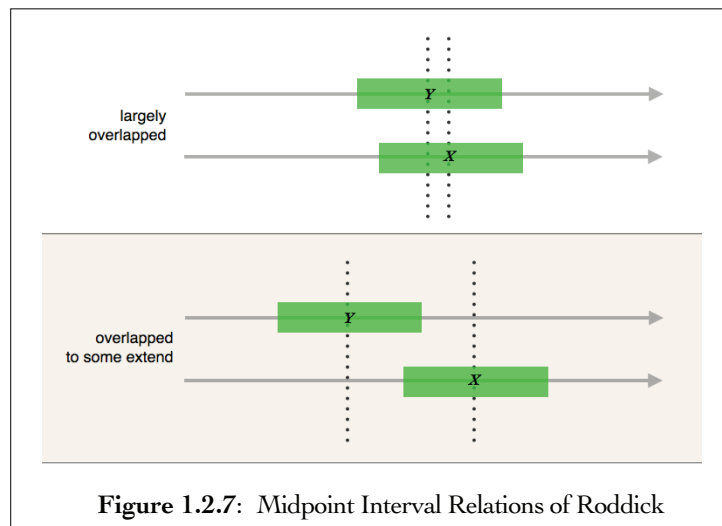 largely
overlapped
Y
X
overlapped
to some extend
Y
X
Figure 1.2.7: Midpoint Interval Relations of Roddick